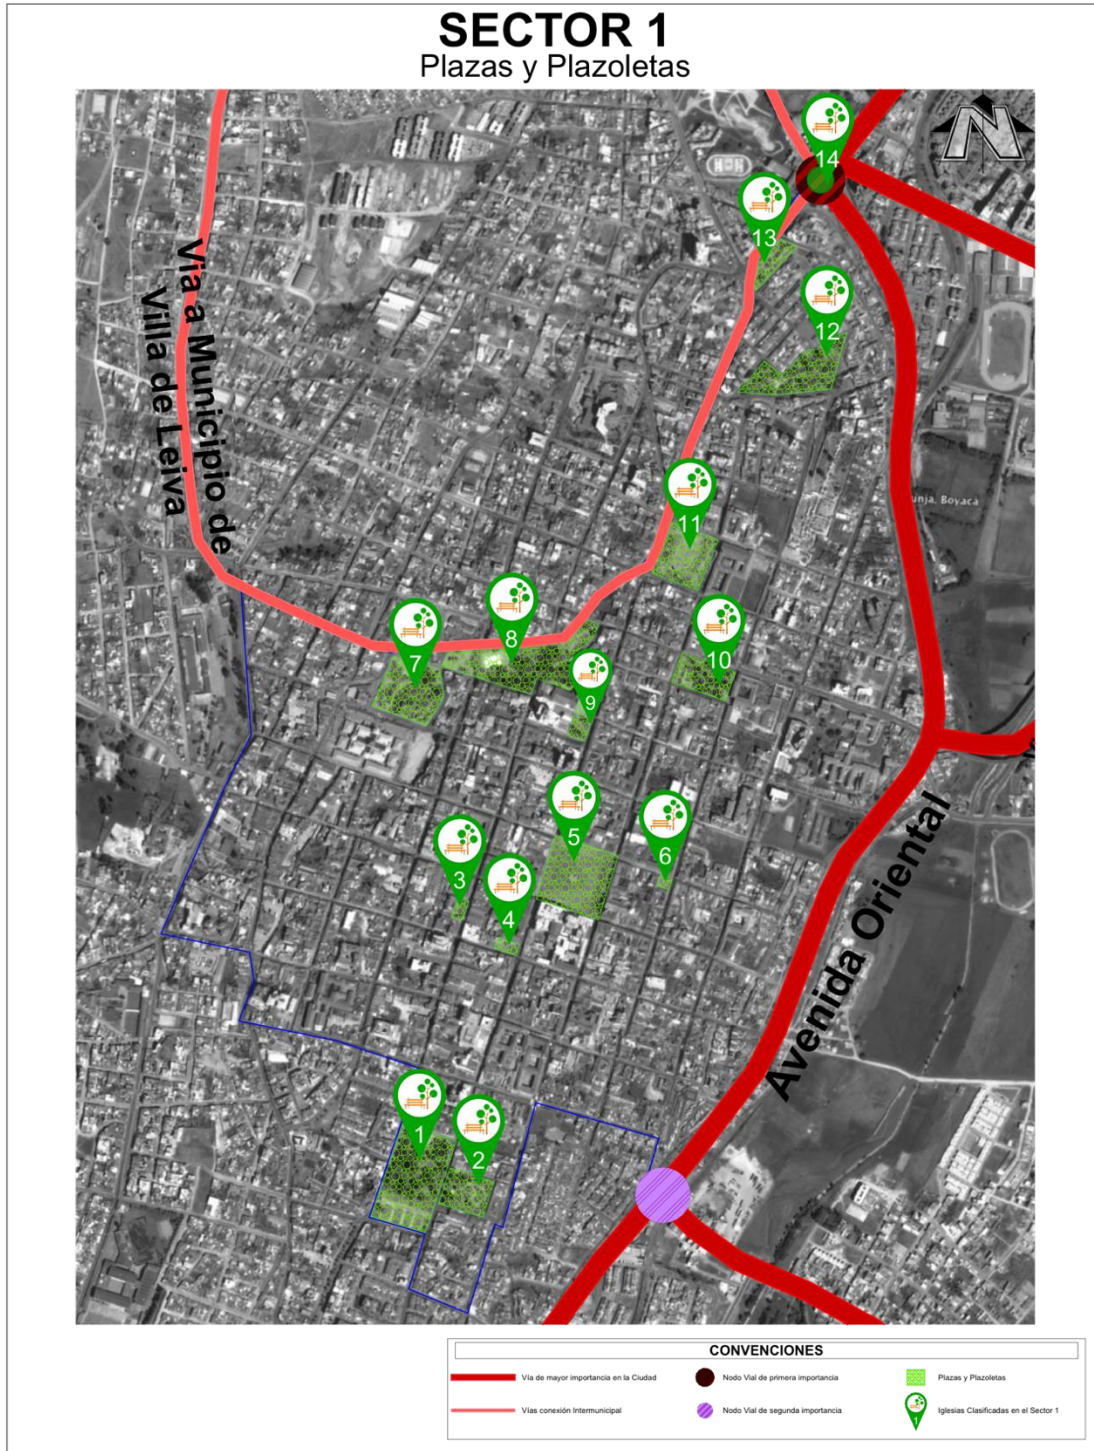 SECTOR 1
Plazas y Plazoletas
N
14
13
12
Via a Municipio de
Villa de Leiva
unja, Boyaca
11
8
7
10
9
5
6
3
4
Avenida Oriental
1
2
CONVENCIONES
Vía de mayor importancia en la Ciudad
Nodo Vial de primera importancia
Plazas y Plazoletas
Vías conexión Intermunicipal
Nodo Vial de segunda importancia
1
Iglesias Clasificadas en el Sector 1